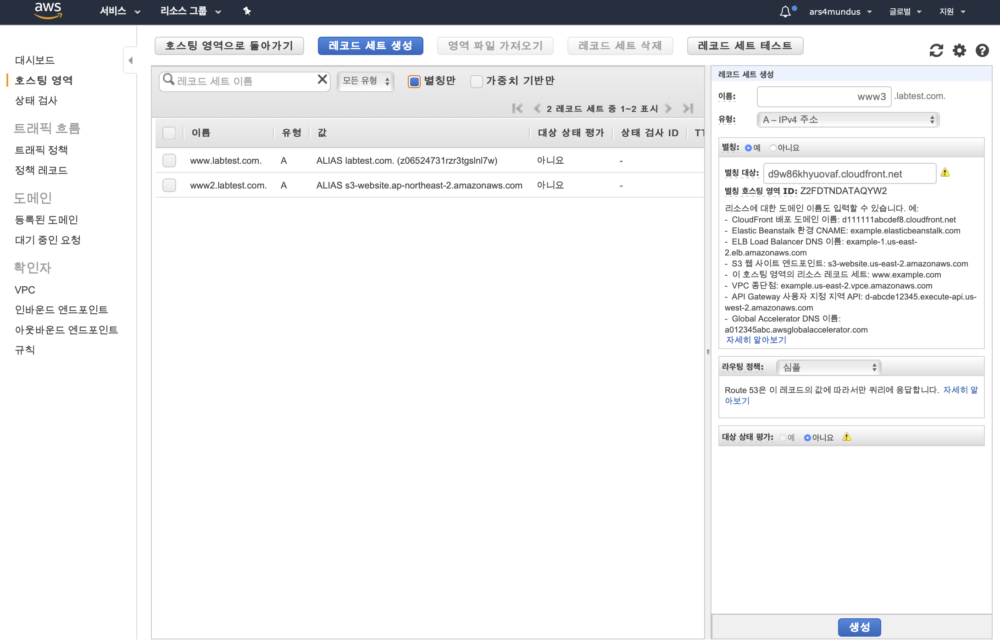 aws 서비스 리소스 그룹 ars4mundus 글로벌 지원
대시보드
호스팅 영역
상태 검사
트래픽 흐름
트래픽 정책
정책 레코드
도메인
등록된 도메인
대기 중인 요청
확인자
VPC
인바운드 엔드포인트
아웃바운드 엔드포인트
규칙
호스팅 영역으로 돌아가기 레코드 세트 생성 영역 파일 가져오기 레코드 세트 삭제 레코드 세트 테스트
레코드 세트 이름 모든 유형 별칭만 가중치 기반만
2 레코드 세트 중 1~2 표시
이름 유형 값 대상 상태 평가 상태 검사 ID TT
www.labtest.com. A ALIAS labtest.com. (z06524731rzr3tgslnl7w) 아니요 -
www2.labtest.com. A ALIAS s3-website.ap-northeast-2.amazonaws.com 아니요 -
레코드 세트 생성
이름: www3 .labtest.com.
유형: A – IPv4 주소
별칭: 예 아니요
별칭 대상: d9w86khyuovaf.cloudfront.net
별칭 호스팅 영역 ID: Z2FDTNDATAQYW2
리소스에 대한 도메인 이름도 입력할 수 있습니다. 예:
- CloudFront 배포 도메인 이름: d111111abcdef8.cloudfront.net
- Elastic Beanstalk 환경 CNAME: example.elasticbeanstalk.com
- ELB Load Balancer DNS 이름: example-1.us-east-
2.elb.amazonaws.com
- S3 웹 사이트 엔드포인트: s3-website.us-east-2.amazonaws.com
- 이 호스팅 영역의 리소스 레코드 세트: www.example.com
- VPC 종단점: example.us-east-2.vpce.amazonaws.com
- API Gateway 사용자 지정 지역 API: d-abcde12345.execute-api.us-
west-2.amazonaws.com
- Global Accelerator DNS 이름:
a012345abc.awsglobalaccelerator.com
자세히 알아보기
라우팅 정책: 심플
Route 53은 이 레코드의 값에 따라서만 쿼리에 응답합니다. 자세히 알
아보기
대상 상태 평가: 예 아니요
생성